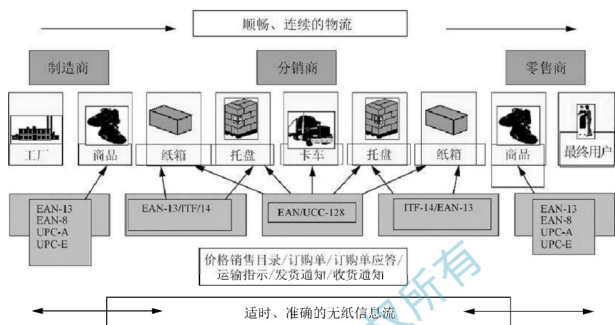 顺畅、连续的物流
制造商
分销商
零售商
工厂
商品
纸箱
托盘
卡车
托盘
纸箱
商品
最终用户
EAN-13
EAN-8
UPC-A
UPC-E
EAN-13/ITF/14
EAN/UCC-128
ITF-14/EAN-13
EAN-13
EAN-8
UPC-A
UPC-E
价格销售目录/订购单/订购单应答/
运输指示/发货通知/收货通知
适时、准确的无纸信息流
权所有